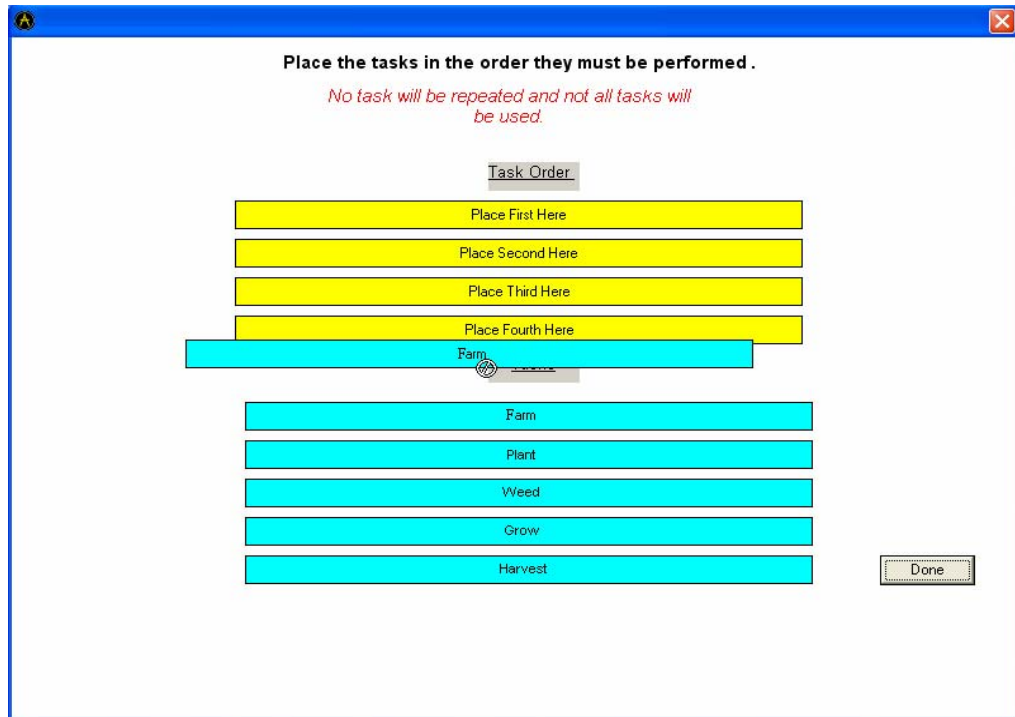 Place the tasks in the order they must be performed .
No task will be repeated and not all tasks will
be used.
Task Order
Place First Here
Place Second Here
Place Third Here
Place Fourth Here
Farm
Farm
Plant
Weed
Grow
Harvest
Done